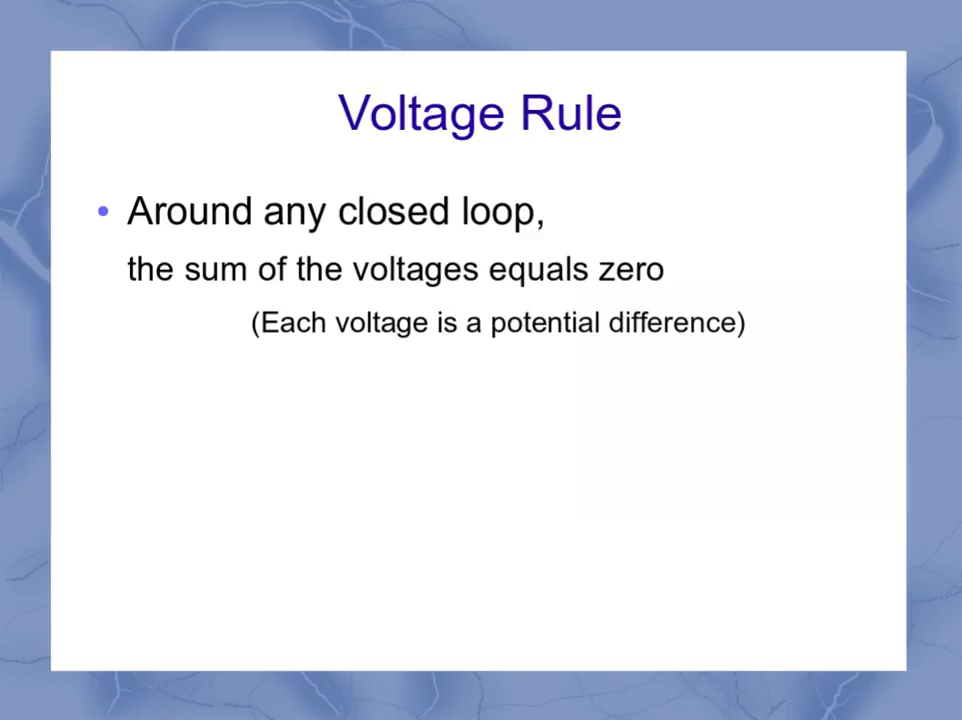 Voltage Rule
• Around any closed loop,
the sum of the voltages equals zero
(Each voltage is a potential difference)